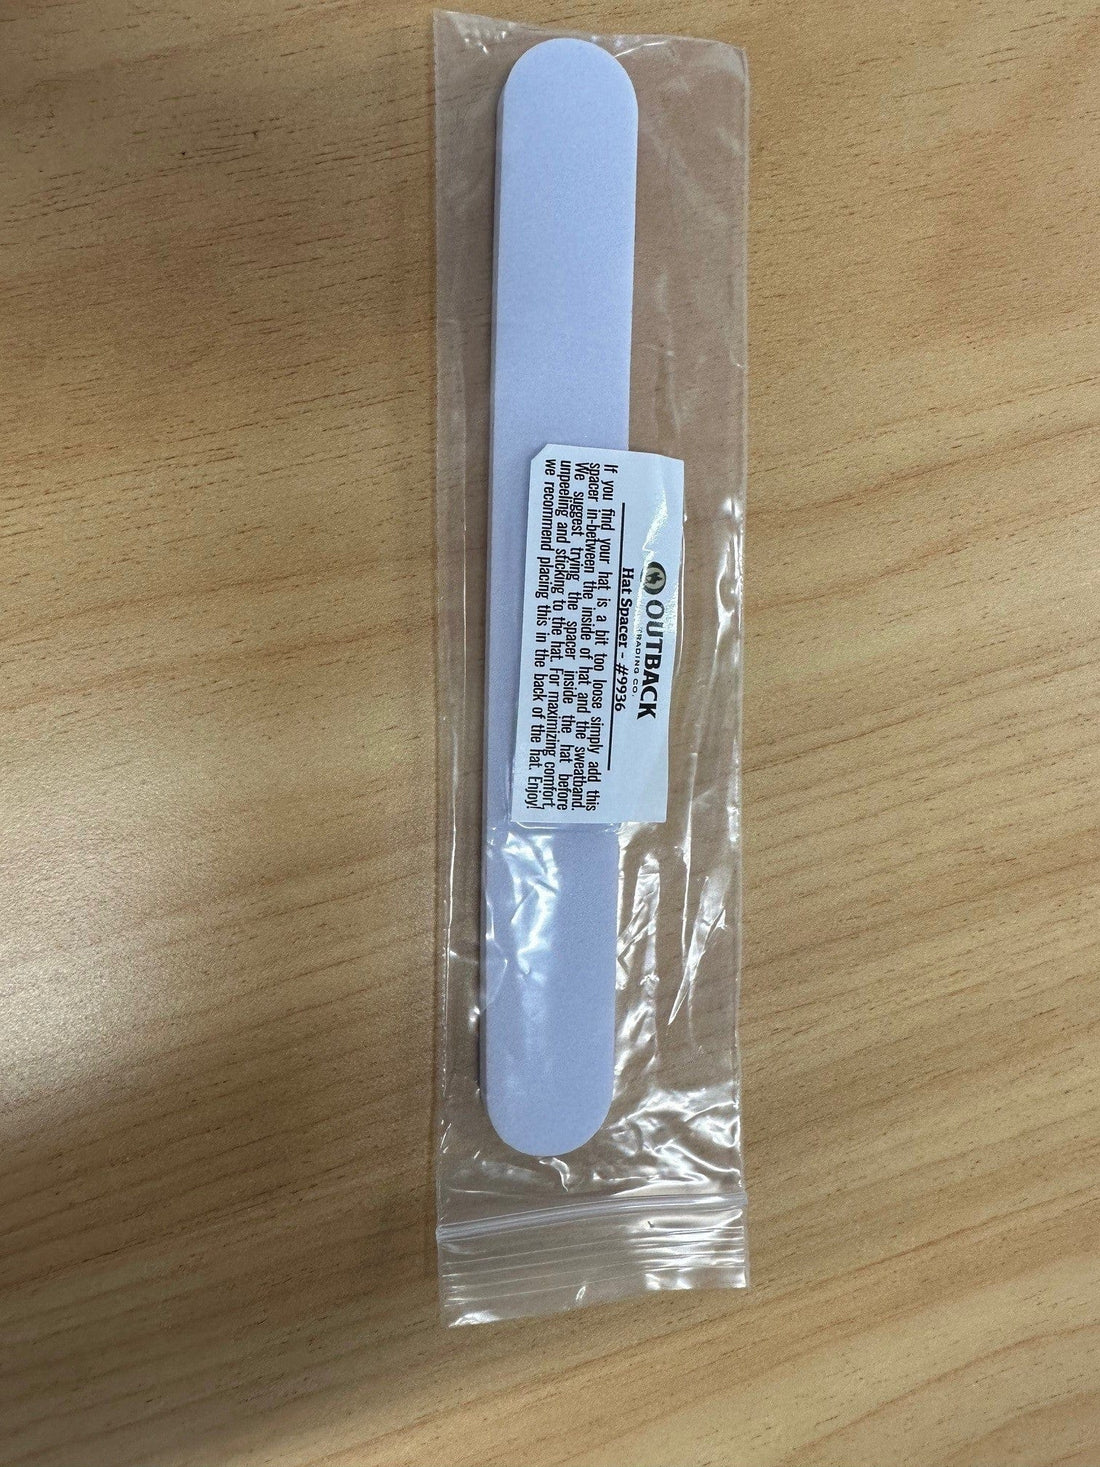 OUTBACK
TRADING CO.
Hat Spacer - #9936
If you find your hat is a bit too loose simply add this
spacer in-between the inside of hat and the sweatband.
We suggest trying the spacer inside the hat before
unpeeling and sticking to the hat. For maximizing comfort,
we recommend placing this in the back of the hat. Enjoy!